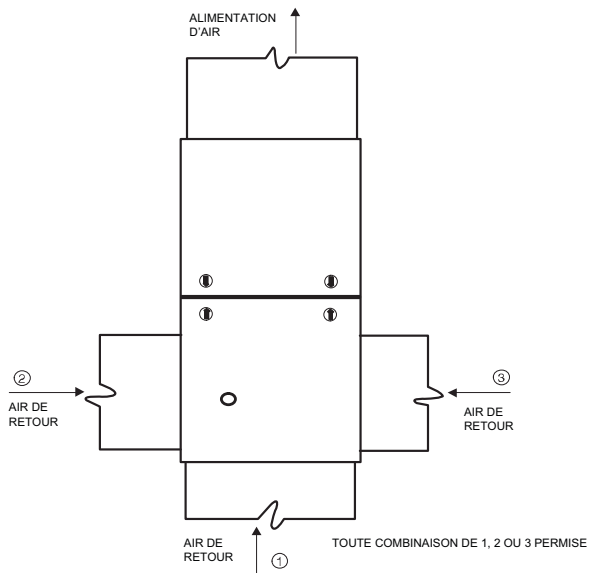 ALIMENTATION
D'AIR
②
AIR DE
RETOUR
③
AIR DE
RETOUR
AIR DE
RETOUR
①
TOUTE COMBINAISON DE 1, 2 OU 3 PERMISE